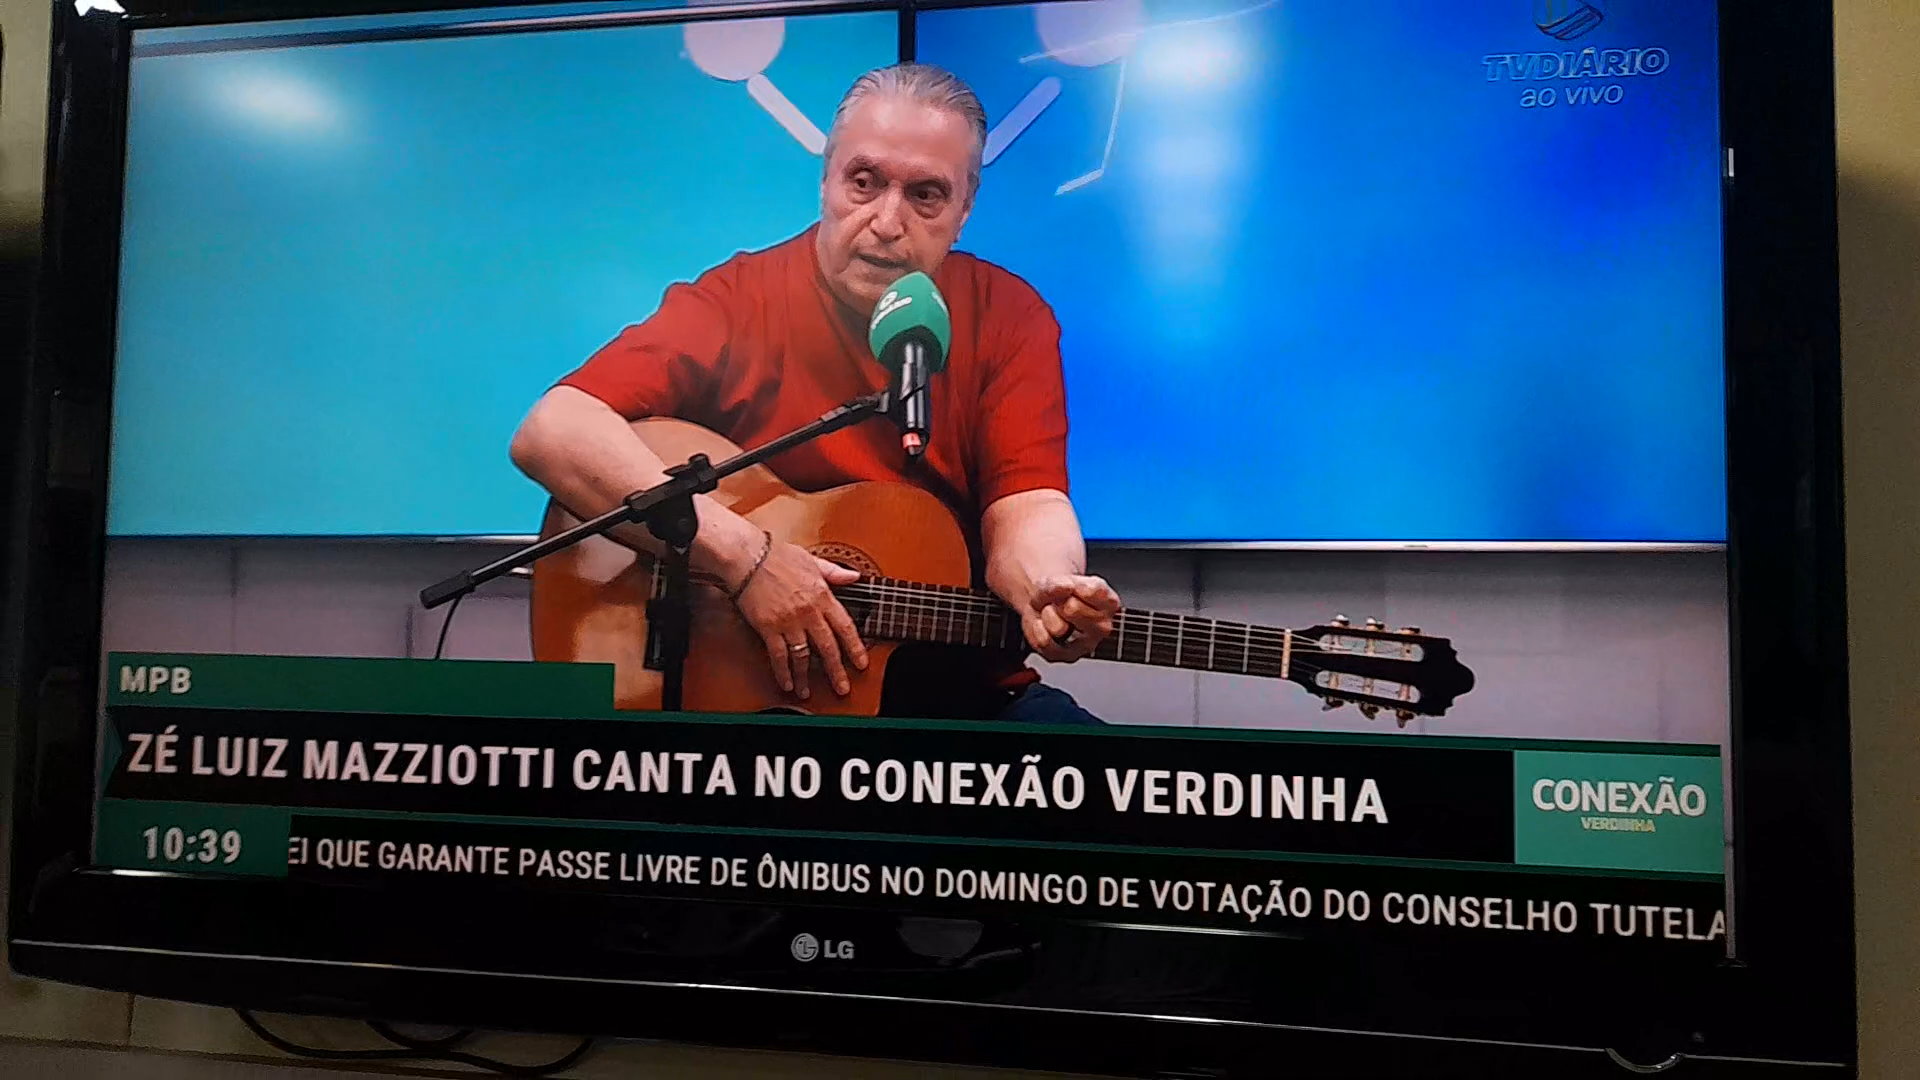 TVDIÁRIO
ao vivo
MPB
ZÉ LUIZ MAZZIOTTI CANTA NO CONEXÃO VERDINHA
CONEXÃO
VERDINHA
10:39
EI QUE GARANTE PASSE LIVRE DE ÔNIBUS NO DOMINGO DE VOTAÇÃO DO CONSELHO TUTELA
LG